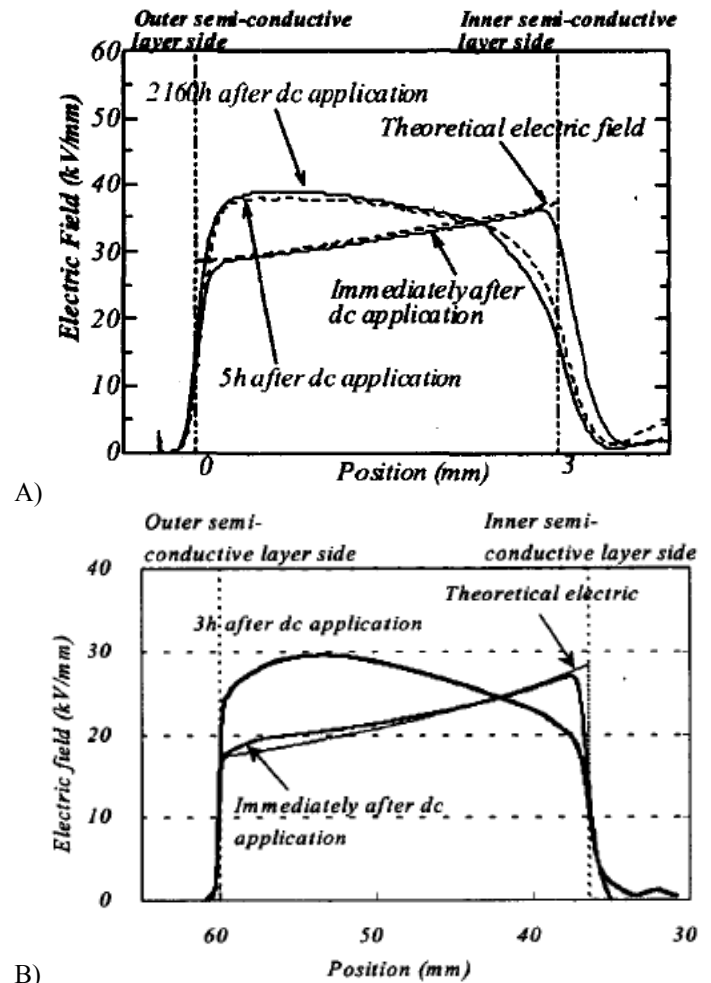 Outer semi-conductive
layer side
Inner semi-conductive
layer side
60
50
40
30
20
10
0
Electric Field (kV/mm)
2160h after dc application
Theoretical electric field
Immediately after
dc application
5h after dc application
0
3
Position (mm)
A)
Outer semi-
conductive layer side
Inner semi-
conductive layer side
40
30
20
10
0
Electric field (kV/mm)
3h after dc application
Theoretical electric
Immediately after dc
application
60
50
40
30
Position (mm)
B)